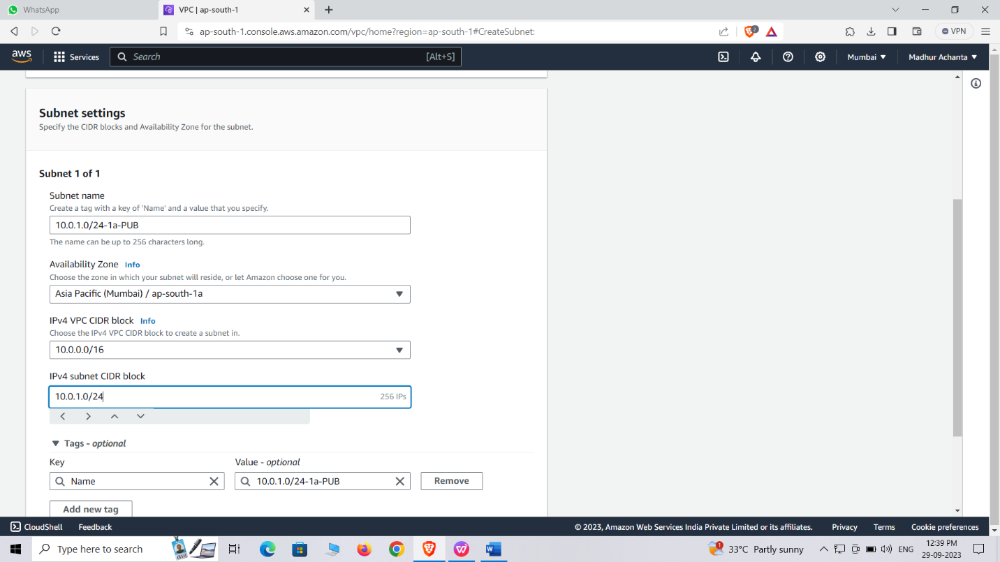 WhatsApp
VPC | ap-south-1
ap-south-1.console.aws.amazon.com/vpc/home?region=ap-south-1#CreateSubnet:
2
VPN
aws
Services
Search
[Alt+S]
Mumbai
Madhur Achanta
Subnet settings
Specify the CIDR blocks and Availability Zone for the subnet.
Subnet 1 of 1
Subnet name
Create a tag with a key of 'Name' and a value that you specify.
10.0.1.0/24-1a-PUB
The name can be up to 256 characters long.
Availability Zone Info
Choose the zone in which your subnet will reside, or let Amazon choose one for you.
Asia Pacific (Mumbai) / ap-south-1a
IPv4 VPC CIDR block Info
Choose the IPv4 VPC CIDR block to create a subnet in.
10.0.0.0/16
IPv4 subnet CIDR block
10.0.1.0/24 256 IPs
Tags - optional
Key Value - optional
Name 10.0.1.0/24-1a-PUB Remove
Add new tag
CloudShell Feedback © 2023, Amazon Web Services India Private Limited or its affiliates. Privacy Terms Cookie preferences
Type here to search
1
33°C Partly sunny
ENG
12:39 PM
29-09-2023